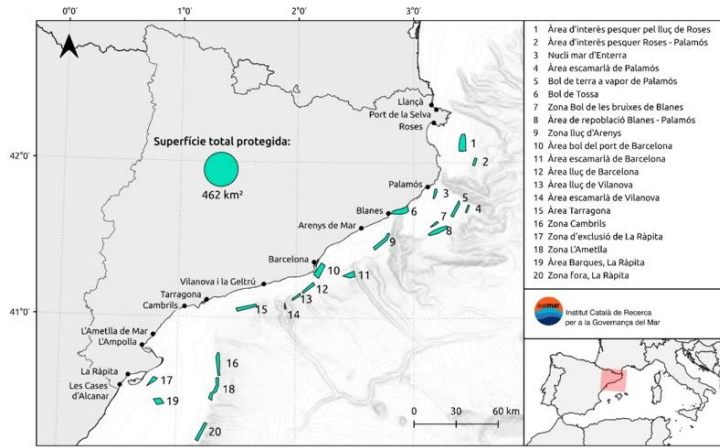 0°0'
1°0'
2°0'
3°0'
42°0'
41°0'
Superfície total protegida:
462 km²
Llançà
Port de la Selva
Roses
Palamós
Blanes
Arenys de Mar
Barcelona
Vilanova i la Geltrú
Tarragona
Cambrils
L'Ametlla de Mar
L'Ampolla
La Ràpita
Les Cases
d'Alcanar
1
2
3
4
5
6
7
8
9
10
11
12
13
14
15
16
17
18
19
20
0 30 60 km
1 Àrea d'interès pesquer pel lluç de Roses
2 Àrea d'interès pesquer Roses - Palamós
3 Nucli mar d'Enterra
4 Àrea escamarlà de Palamós
5 Bol de terra a vapor de Palamós
6 Bol de Tossa
7 Zona Bol de les bruixes de Blanes
8 Àrea de repoblació Blanes - Palamós
9 Zona lluç d'Arenys
10 Àrea bol del port de Barcelona
11 Àrea escamarlà de Barcelona
12 Àrea lluç de Barcelona
13 Àrea lluç de Vilanova
14 Àrea escamarlà de Vilanova
15 Àrea Tarragona
16 Zona Cambrils
17 Zona d'exclusió de La Ràpita
18 Zona L'Ametlla
19 Àrea Barques, La Ràpita
20 Zona fora, La Ràpita
Institut Català de Recerca
per a la Governança del Mar